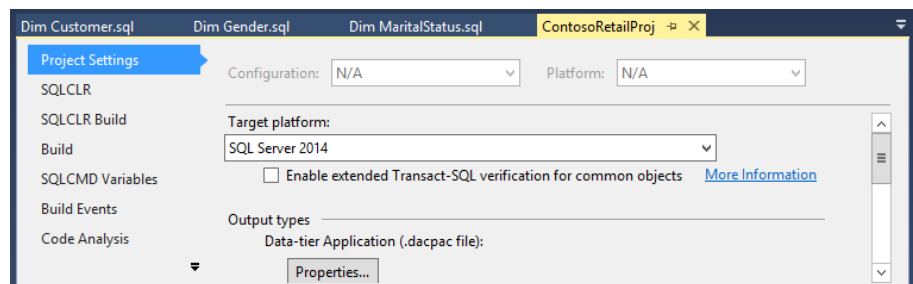 Dim Customer.sql Dim Gender.sql Dim MaritalStatus.sql ContosoRetailProj
Project Settings
SQLCLR
SQLCLR Build
Build
SQLCMD Variables
Build Events
Code Analysis
Configuration: N/A Platform: N/A
Target platform:
SQL Server 2014
Enable extended Transact-SQL verification for common objects More Information
Output types
Data-tier Application (.dacpac file):
Properties...